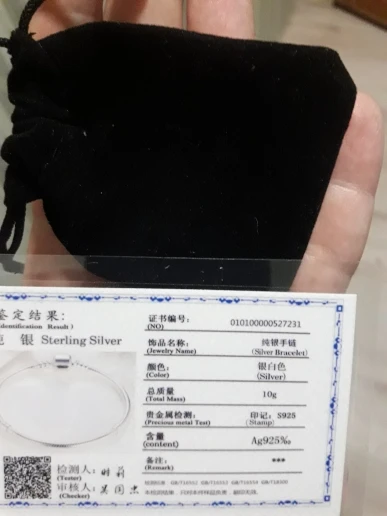 鉴定结果:
(Identification Result)
纯 银 Sterling Silver
检测人:
(Tester)
审核人:
(Checker)
证书编号:
(NO)
010100000527231
饰品名称:
(Jewelry Name)
纯银手链
(Silver Bracelet)
颜色:
(Color)
银白色
(Silver)
总质量
(Total Mass)
10g
贵金属检测:
(Precious metal Test)
印记: S925
(Stamp)
含量
(content)
Ag925‰
备注:
(Remark)
***